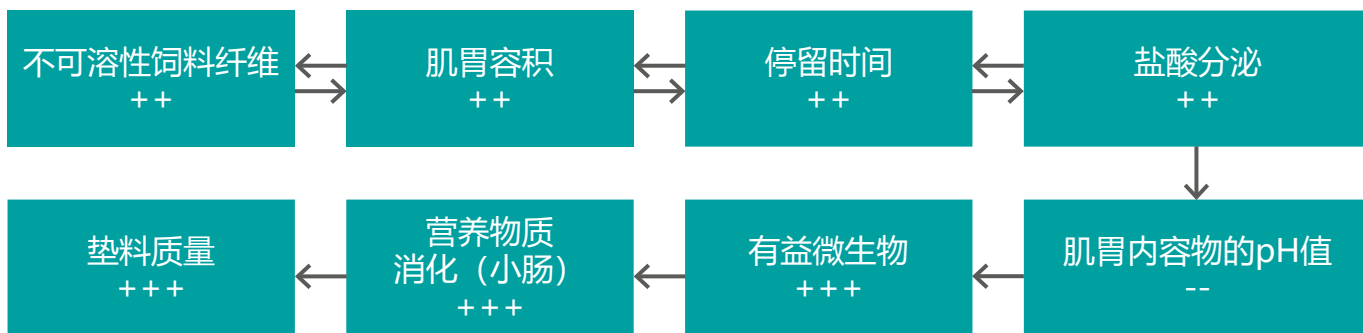 不可溶性饲料纤维
++
肌胃容积
++
停留时间
++
盐酸分泌
++
垫料质量
+++
营养物质
消化（小肠）
+++
有益微生物
+++
肌胃内容物的pH值
--